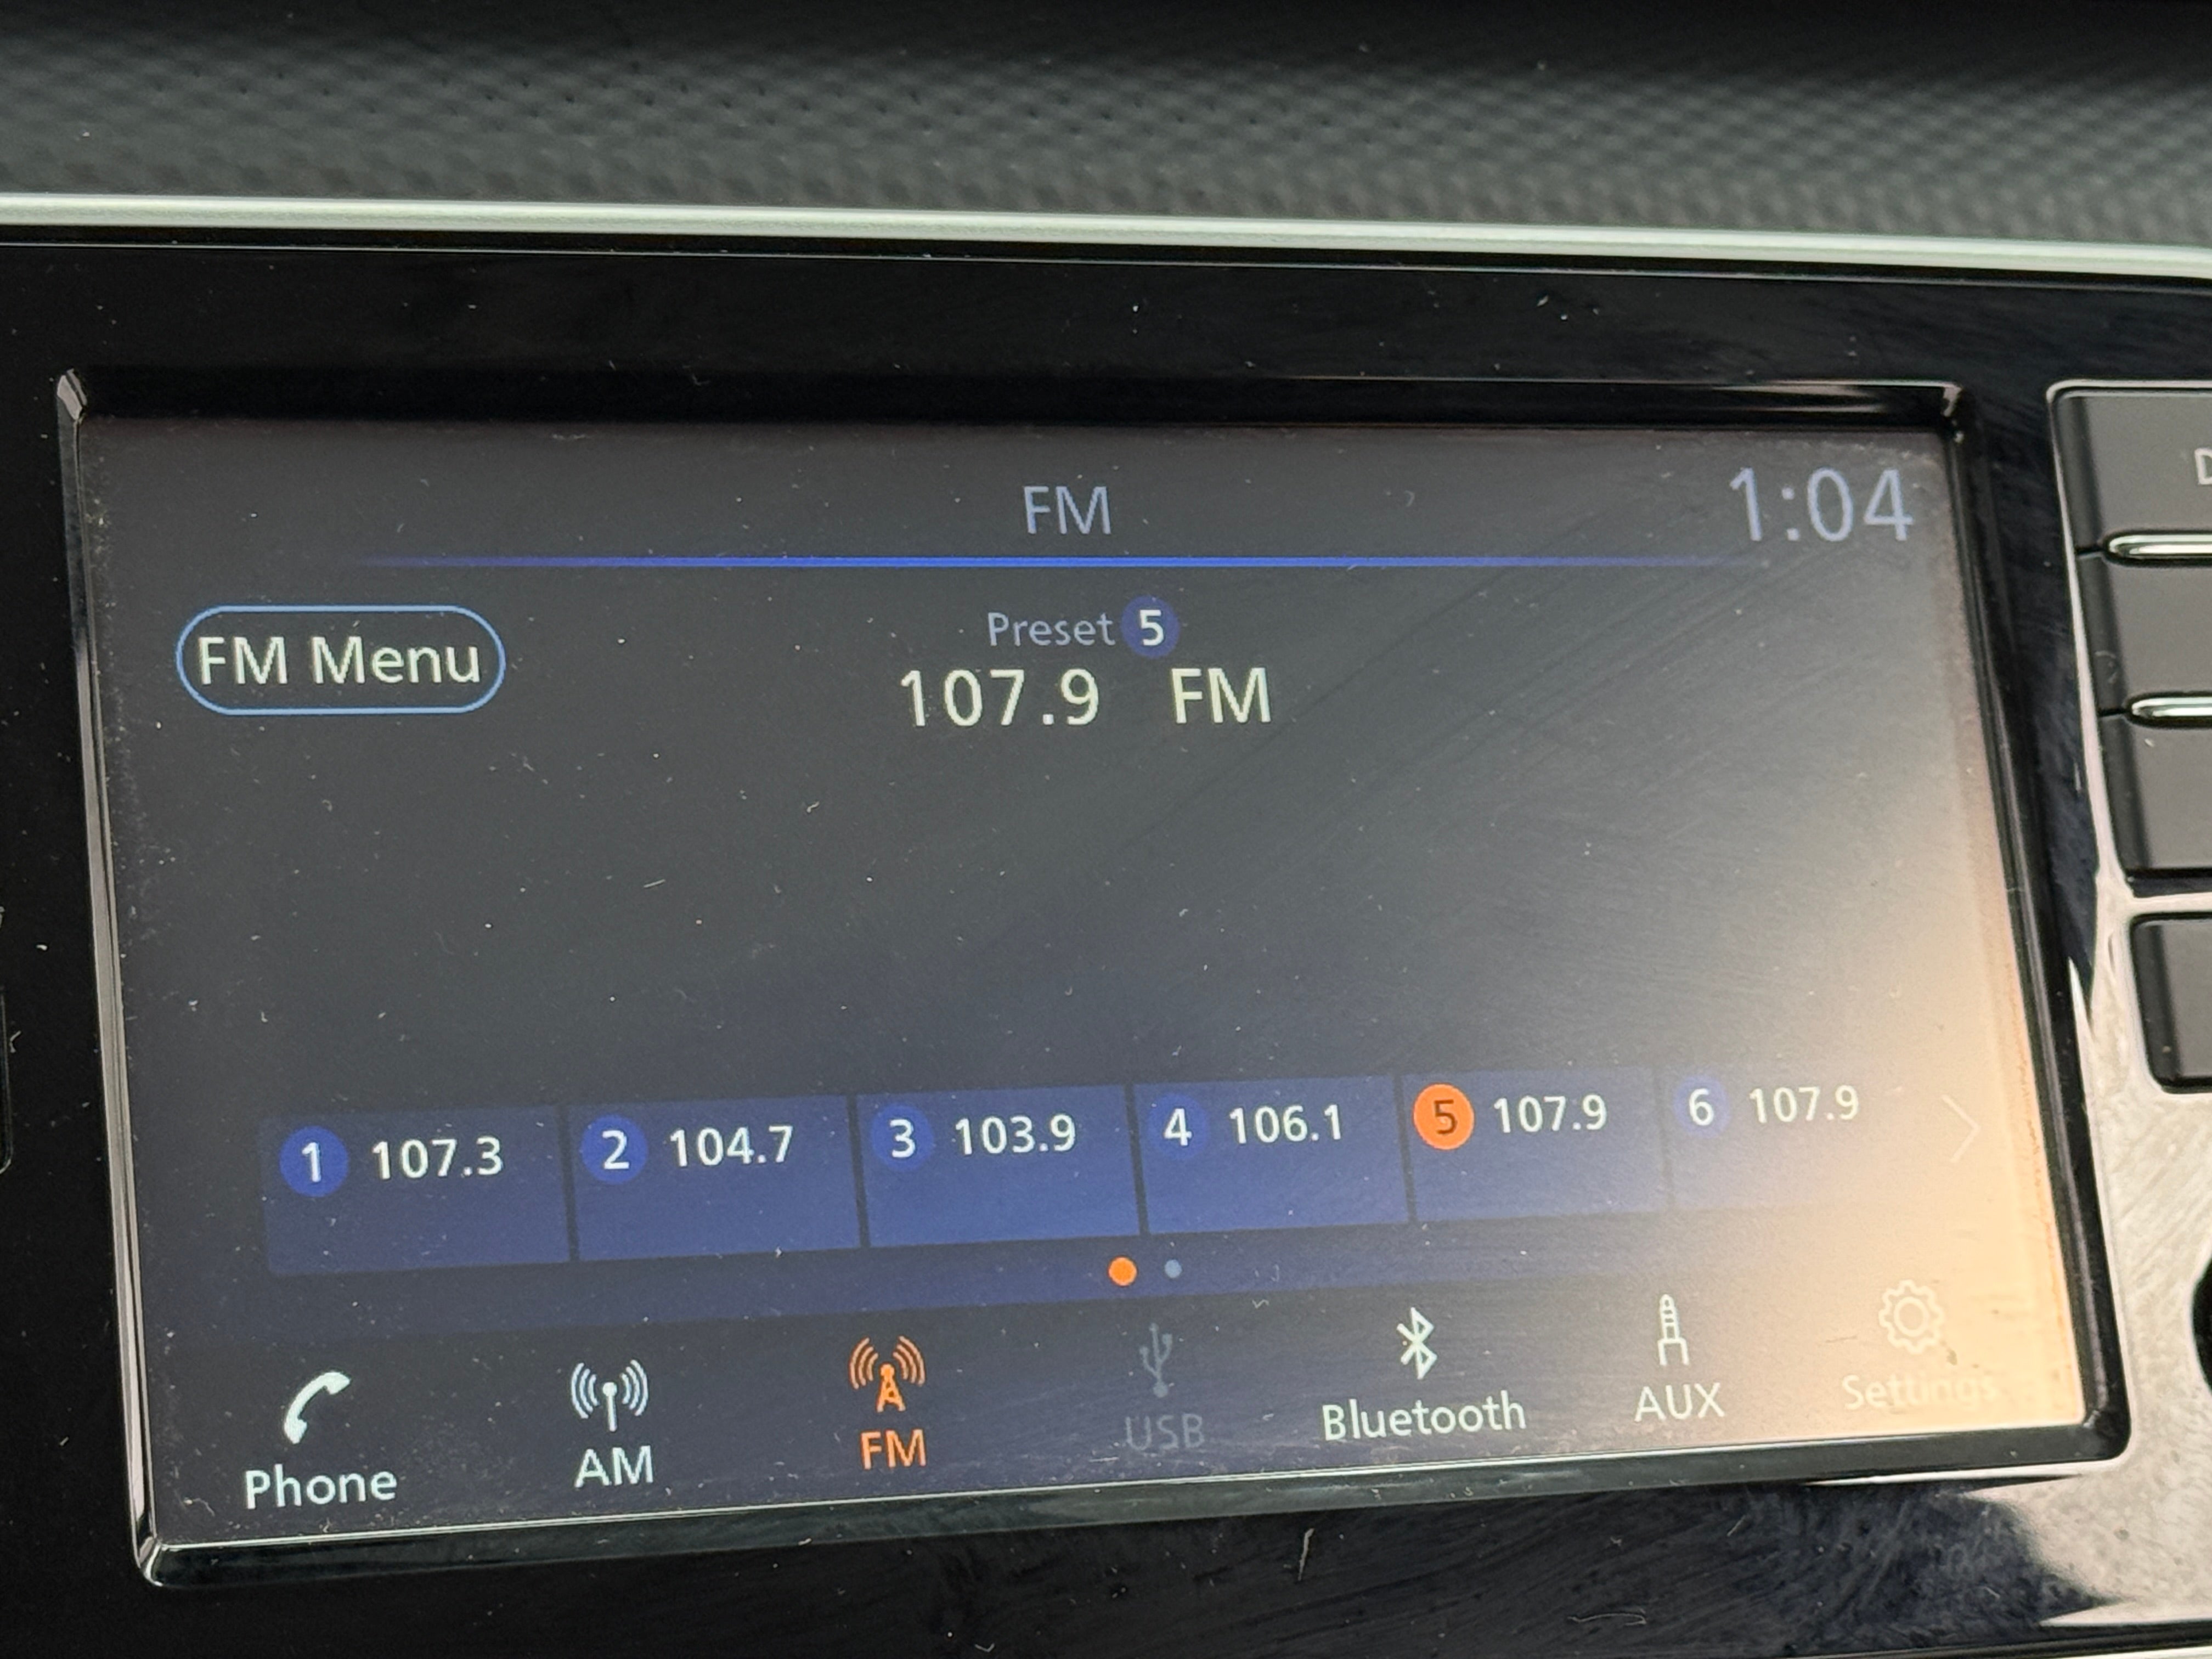 FM 1:04
FM Menu
Preset 5
107.9 FM
1 107.3 2 104.7 3 103.9 4 106.1 5 107.9 6 107.9
Phone AM FM USB Bluetooth AUX Settings